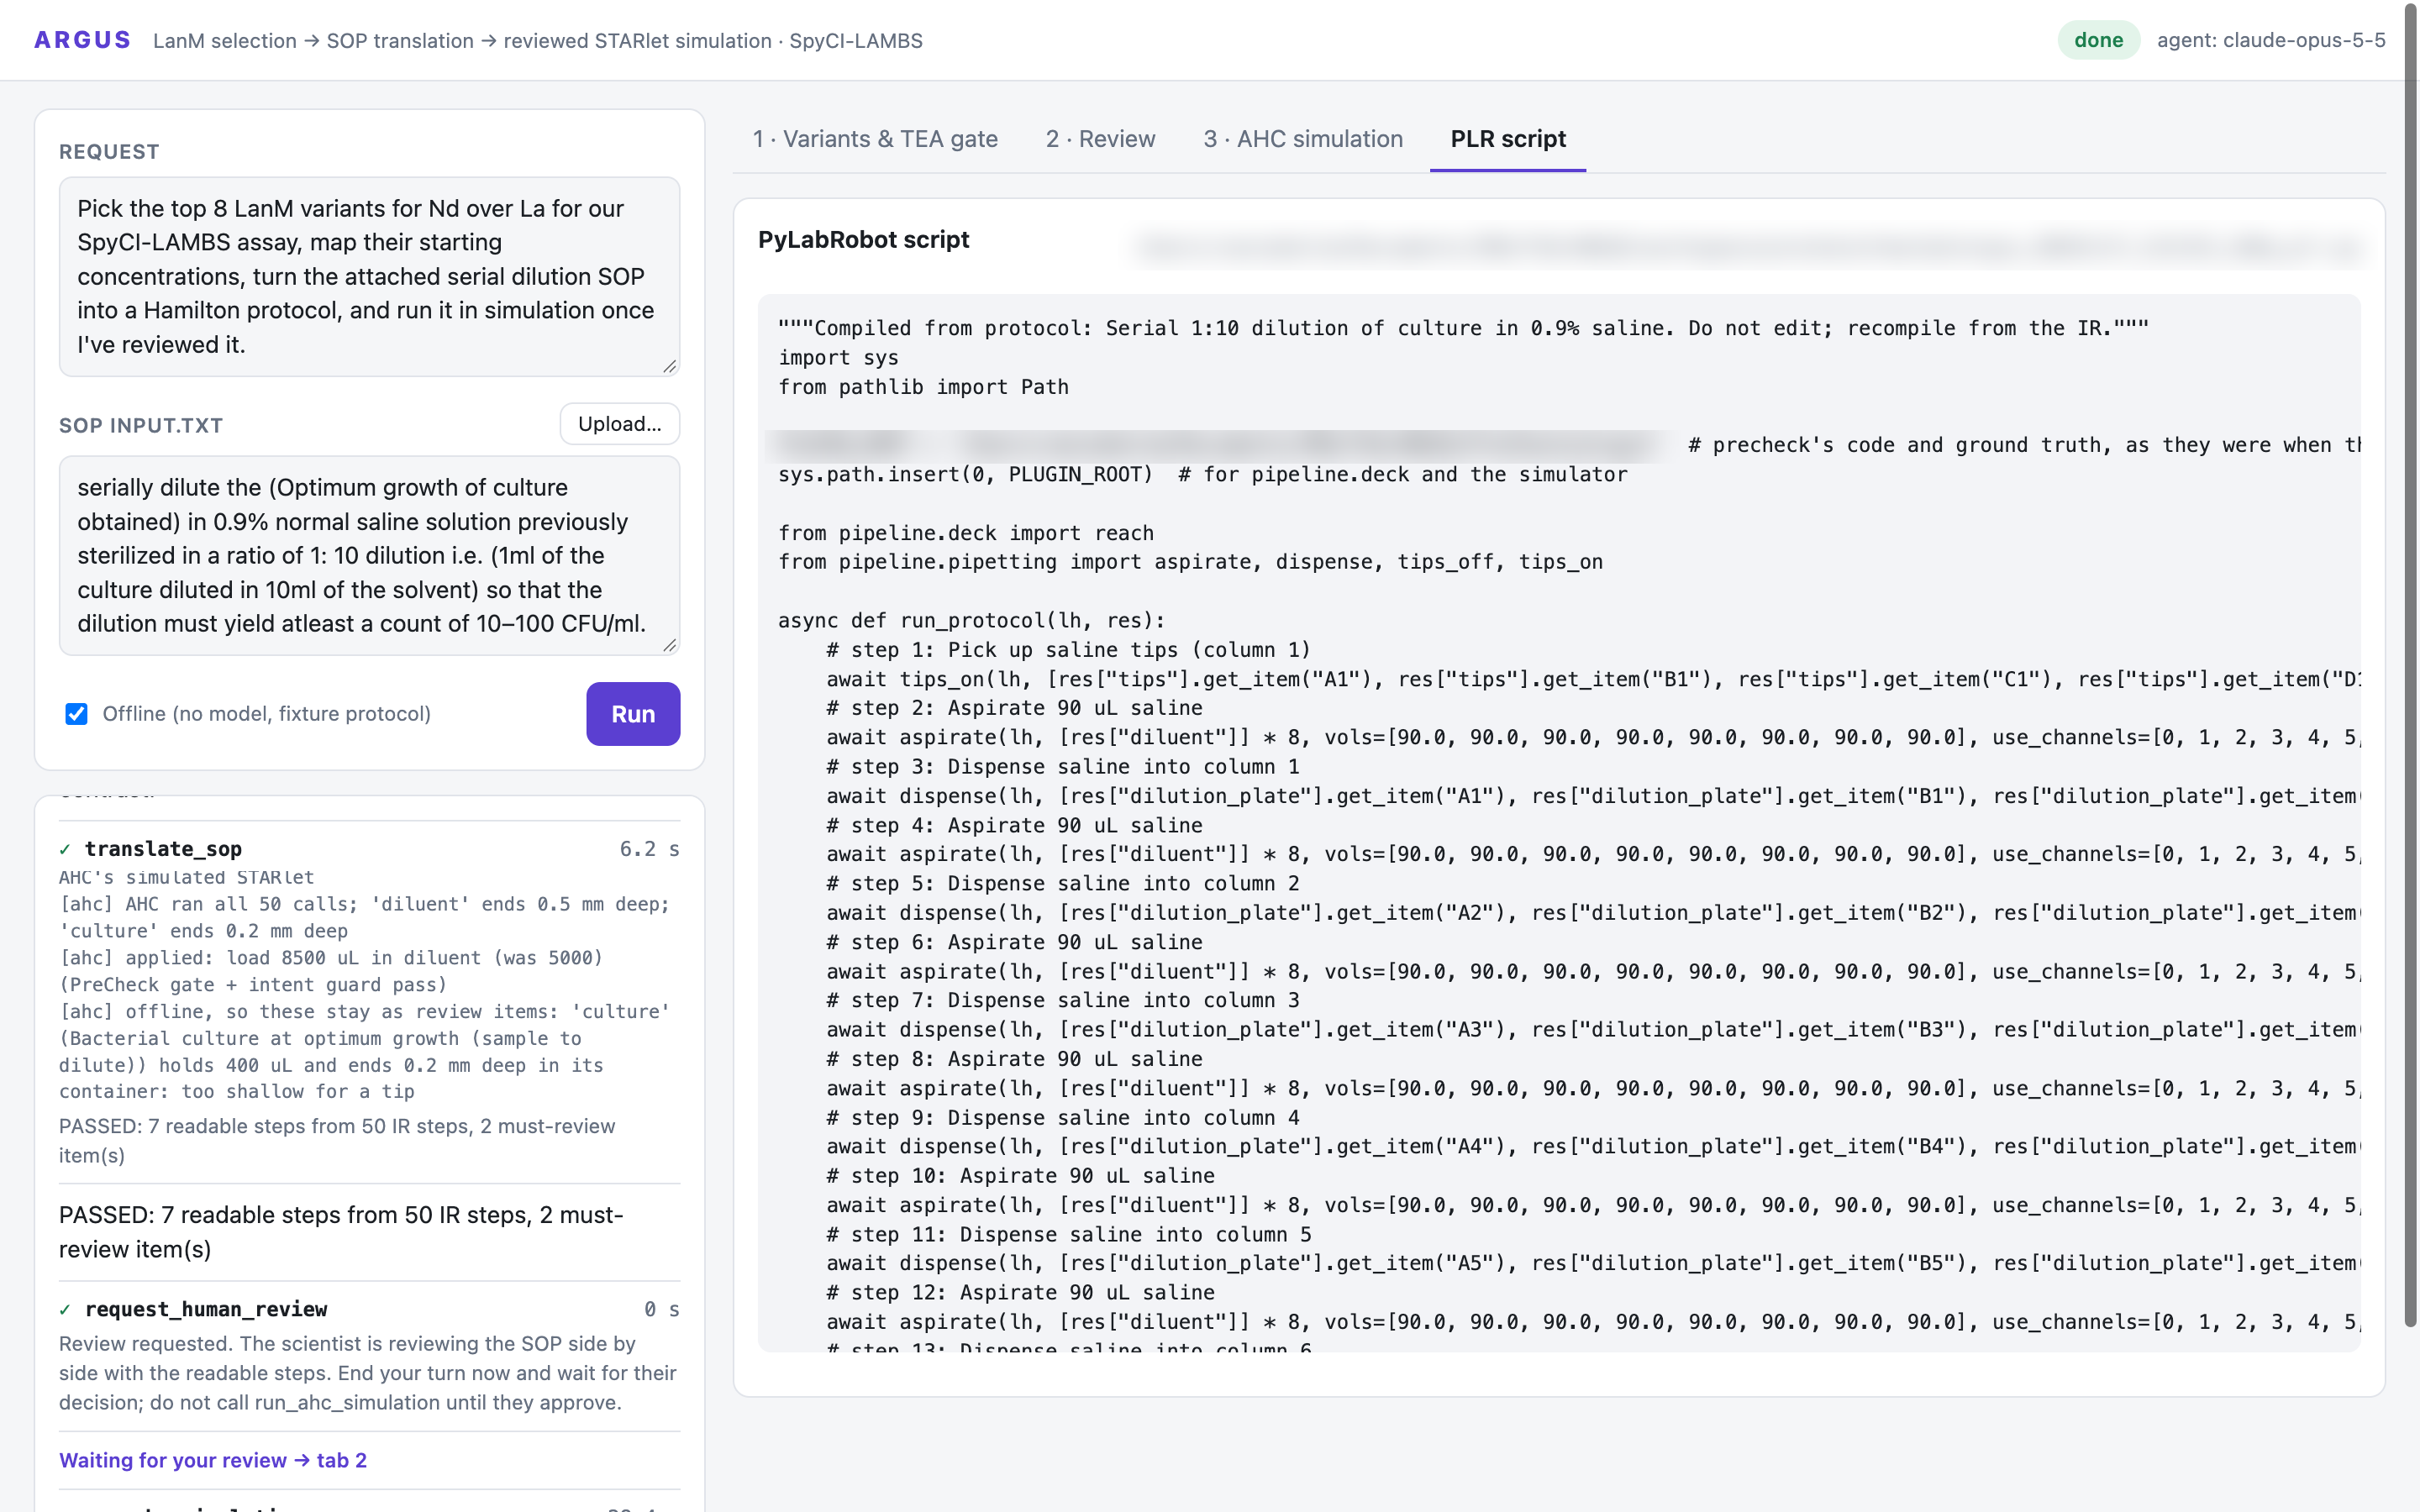 ARGUS LanM selection → SOP translation → reviewed STARlet simulation · SpyCI-LAMBS
done agent: claude-opus-5-5
REQUEST
Pick the top 8 LanM variants for Nd over La for our
SpyCI-LAMBS assay, map their starting
concentrations, turn the attached serial dilution SOP
into a Hamilton protocol, and run it in simulation once
I've reviewed it.
SOP INPUT.TXT
Upload...
serially dilute the (Optimum growth of culture
obtained) in 0.9% normal saline solution previously
sterilized in a ratio of 1: 10 dilution i.e. (1ml of the
culture diluted in 10ml of the solvent) so that the
dilution must yield atleast a count of 10–100 CFU/ml.
Offline (no model, fixture protocol)
Run
✓ translate_sop 6.2 s
AHC's simulated STARlet
[ahc] AHC ran all 50 calls; 'diluent' ends 0.5 mm deep;
'culture' ends 0.2 mm deep
[ahc] applied: load 8500 uL in diluent (was 5000)
(PreCheck gate + intent guard pass)
[ahc] offline, so these stay as review items: 'culture'
(Bacterial culture at optimum growth (sample to
dilute)) holds 400 uL and ends 0.2 mm deep in its
container: too shallow for a tip
PASSED: 7 readable steps from 50 IR steps, 2 must-review
item(s)
PASSED: 7 readable steps from 50 IR steps, 2 must-
review item(s)
✓ request_human_review 0 s
Review requested. The scientist is reviewing the SOP side by
side with the readable steps. End your turn now and wait for their
decision; do not call run_ahc_simulation until they approve.
Waiting for your review → tab 2
1 · Variants & TEA gate
2 · Review
3 · AHC simulation
PLR script
PyLabRobot script
"""Compiled from protocol: Serial 1:10 dilution of culture in 0.9% saline. Do not edit; recompile from the IR."""
import sys
from pathlib import Path
# precheck's code and ground truth, as they were when th
sys.path.insert(0, PLUGIN_ROOT)  # for pipeline.deck and the simulator
from pipeline.deck import reach
from pipeline.pipetting import aspirate, dispense, tips_off, tips_on
async def run_protocol(lh, res):
# step 1: Pick up saline tips (column 1)
await tips_on(lh, [res["tips"].get_item("A1"), res["tips"].get_item("B1"), res["tips"].get_item("C1"), res["tips"].get_item("D1
# step 2: Aspirate 90 uL saline
await aspirate(lh, [res["diluent"]] * 8, vols=[90.0, 90.0, 90.0, 90.0, 90.0, 90.0, 90.0, 90.0], use_channels=[0, 1, 2, 3, 4, 5,
# step 3: Dispense saline into column 1
await dispense(lh, [res["dilution_plate"].get_item("A1"), res["dilution_plate"].get_item("B1"), res["dilution_plate"].get_item(
# step 4: Aspirate 90 uL saline
await aspirate(lh, [res["diluent"]] * 8, vols=[90.0, 90.0, 90.0, 90.0, 90.0, 90.0, 90.0, 90.0], use_channels=[0, 1, 2, 3, 4, 5,
# step 5: Dispense saline into column 2
await dispense(lh, [res["dilution_plate"].get_item("A2"), res["dilution_plate"].get_item("B2"), res["dilution_plate"].get_item(
# step 6: Aspirate 90 uL saline
await aspirate(lh, [res["diluent"]] * 8, vols=[90.0, 90.0, 90.0, 90.0, 90.0, 90.0, 90.0, 90.0], use_channels=[0, 1, 2, 3, 4, 5,
# step 7: Dispense saline into column 3
await dispense(lh, [res["dilution_plate"].get_item("A3"), res["dilution_plate"].get_item("B3"), res["dilution_plate"].get_item(
# step 8: Aspirate 90 uL saline
await aspirate(lh, [res["diluent"]] * 8, vols=[90.0, 90.0, 90.0, 90.0, 90.0, 90.0, 90.0, 90.0], use_channels=[0, 1, 2, 3, 4, 5,
# step 9: Dispense saline into column 4
await dispense(lh, [res["dilution_plate"].get_item("A4"), res["dilution_plate"].get_item("B4"), res["dilution_plate"].get_item(
# step 10: Aspirate 90 uL saline
await aspirate(lh, [res["diluent"]] * 8, vols=[90.0, 90.0, 90.0, 90.0, 90.0, 90.0, 90.0, 90.0], use_channels=[0, 1, 2, 3, 4, 5,
# step 11: Dispense saline into column 5
await dispense(lh, [res["dilution_plate"].get_item("A5"), res["dilution_plate"].get_item("B5"), res["dilution_plate"].get_item(
# step 12: Aspirate 90 uL saline
await aspirate(lh, [res["diluent"]] * 8, vols=[90.0, 90.0, 90.0, 90.0, 90.0, 90.0, 90.0, 90.0], use_channels=[0, 1, 2, 3, 4, 5,
# step 13: Dispense saline into column 6